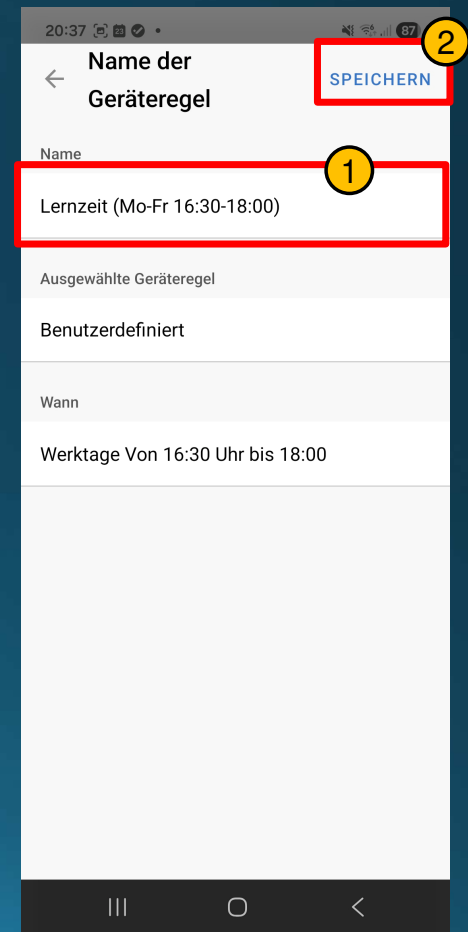 20:37
87
2
Name der
Geräteregel
SPEICHERN
Name
1
Lernzeit (Mo-Fr 16:30-18:00)
Ausgewählte Geräteregel
Benutzerdefiniert
Wann
Werktage Von 16:30 Uhr bis 18:00